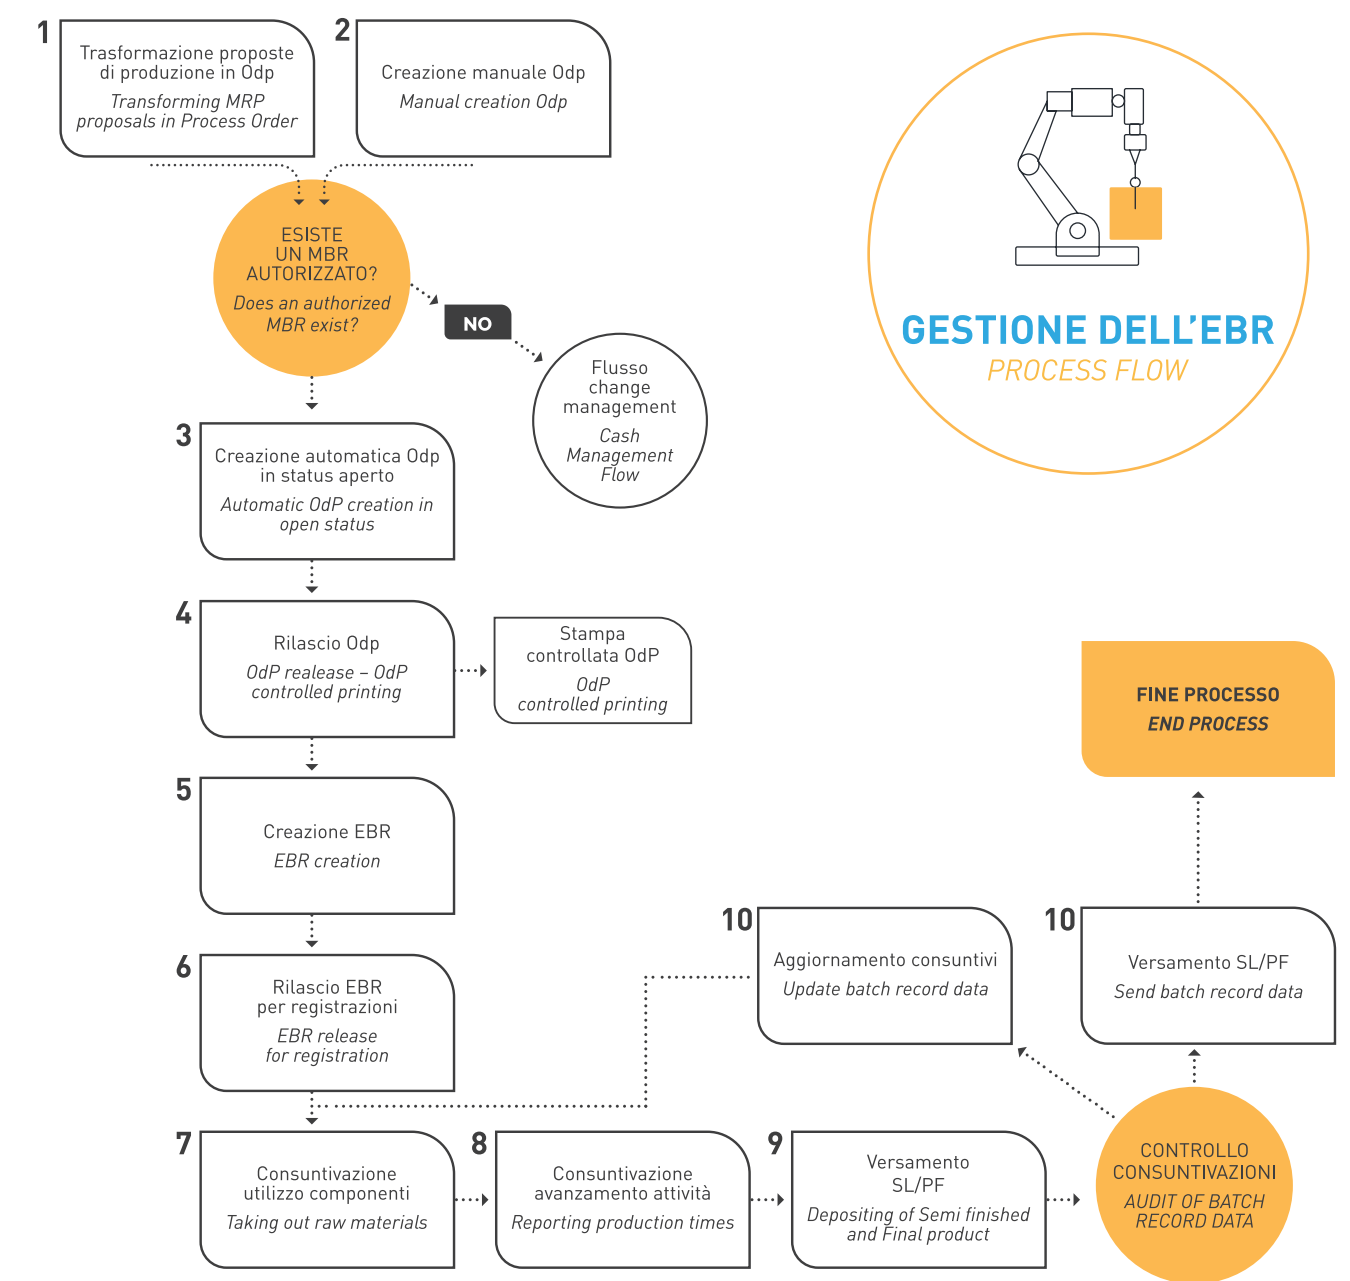 1
Trasformazione proposte
di produzione in Odp
Transforming MRP
proposals in Process Order
2
Creazione manuale Odp
Manual creation Odp
GESTIONE DELL'EBR
PROCESS FLOW
ESISTE
UN MBR
AUTORIZZATO?
Does an authorized
MBR exist?
NO
Flusso
change
management
Cash
Management
Flow
3
Creazione automatica Odp
in status aperto
Automatic OdP creation in
open status
4
Rilascio Odp
OdP realease – OdP
controlled printing
Stampa
controllata OdP
OdP
controlled printing
5
Creazione EBR
EBR creation
6
Rilascio EBR
per registrazioni
EBR release
for registration
7
Consuntivazione
utilizzo componenti
Taking out raw materials
8
Consuntivazione
avanzamento attività
Reporting production times
9
Versamento
SL/PF
Depositing of Semi finished
and Final product
CONTROLLO
CONSUNTIVAZIONI
AUDIT OF BATCH
RECORD DATA
10
Aggiornamento consuntivi
Update batch record data
10
Versamento SL/PF
Send batch record data
FINE PROCESSO
END PROCESS